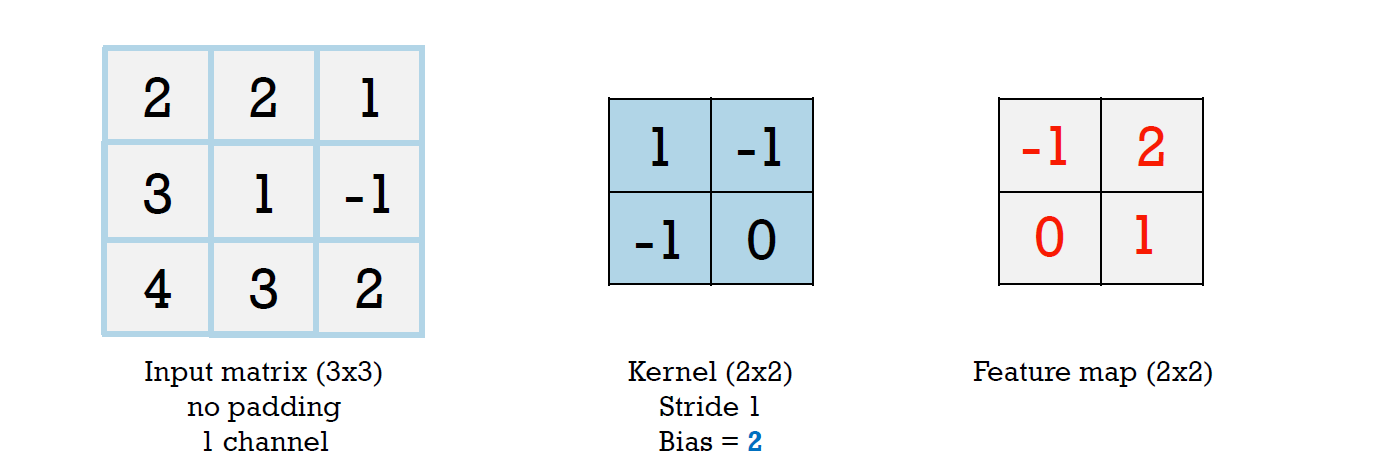 2 2 1
3 1 -1
4 3 2
Input matrix (3x3)
no padding
1 channel
1 -1
-1 0
Kernel (2x2)
Stride 1
Bias = 2
-1 2
0 1
Feature map (2x2)